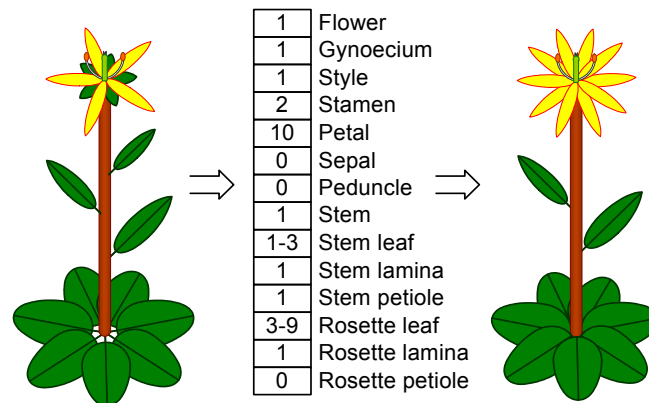 1 Flower
1 Gynoecium
1 Style
2 Stamen
10 Petal
0 Sepal
0 Peduncle
1 Stem
1-3 Stem leaf
1 Stem lamina
1 Stem petiole
3-9 Rosette leaf
1 Rosette lamina
0 Rosette petiole